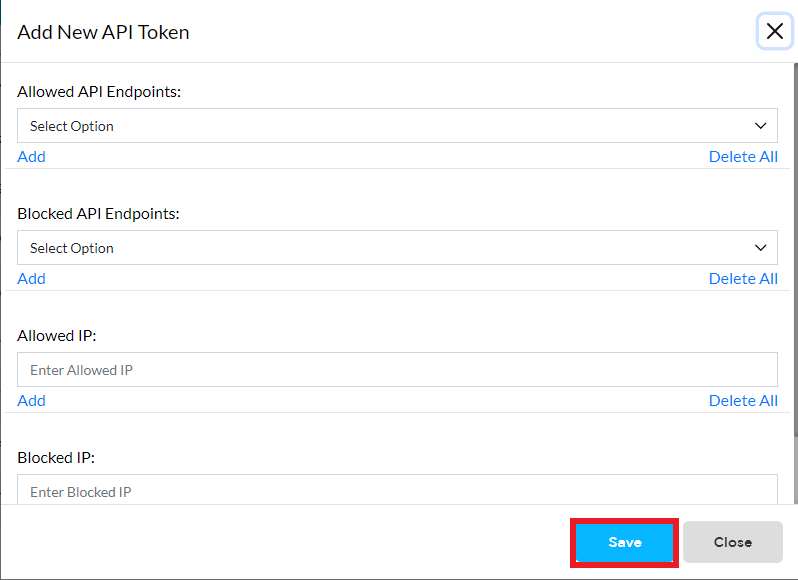 Add New API Token
Allowed API Endpoints:
Select Option
Add Delete All
Blocked API Endpoints:
Select Option
Add Delete All
Allowed IP:
Enter Allowed IP
Add Delete All
Blocked IP:
Enter Blocked IP
Save Close